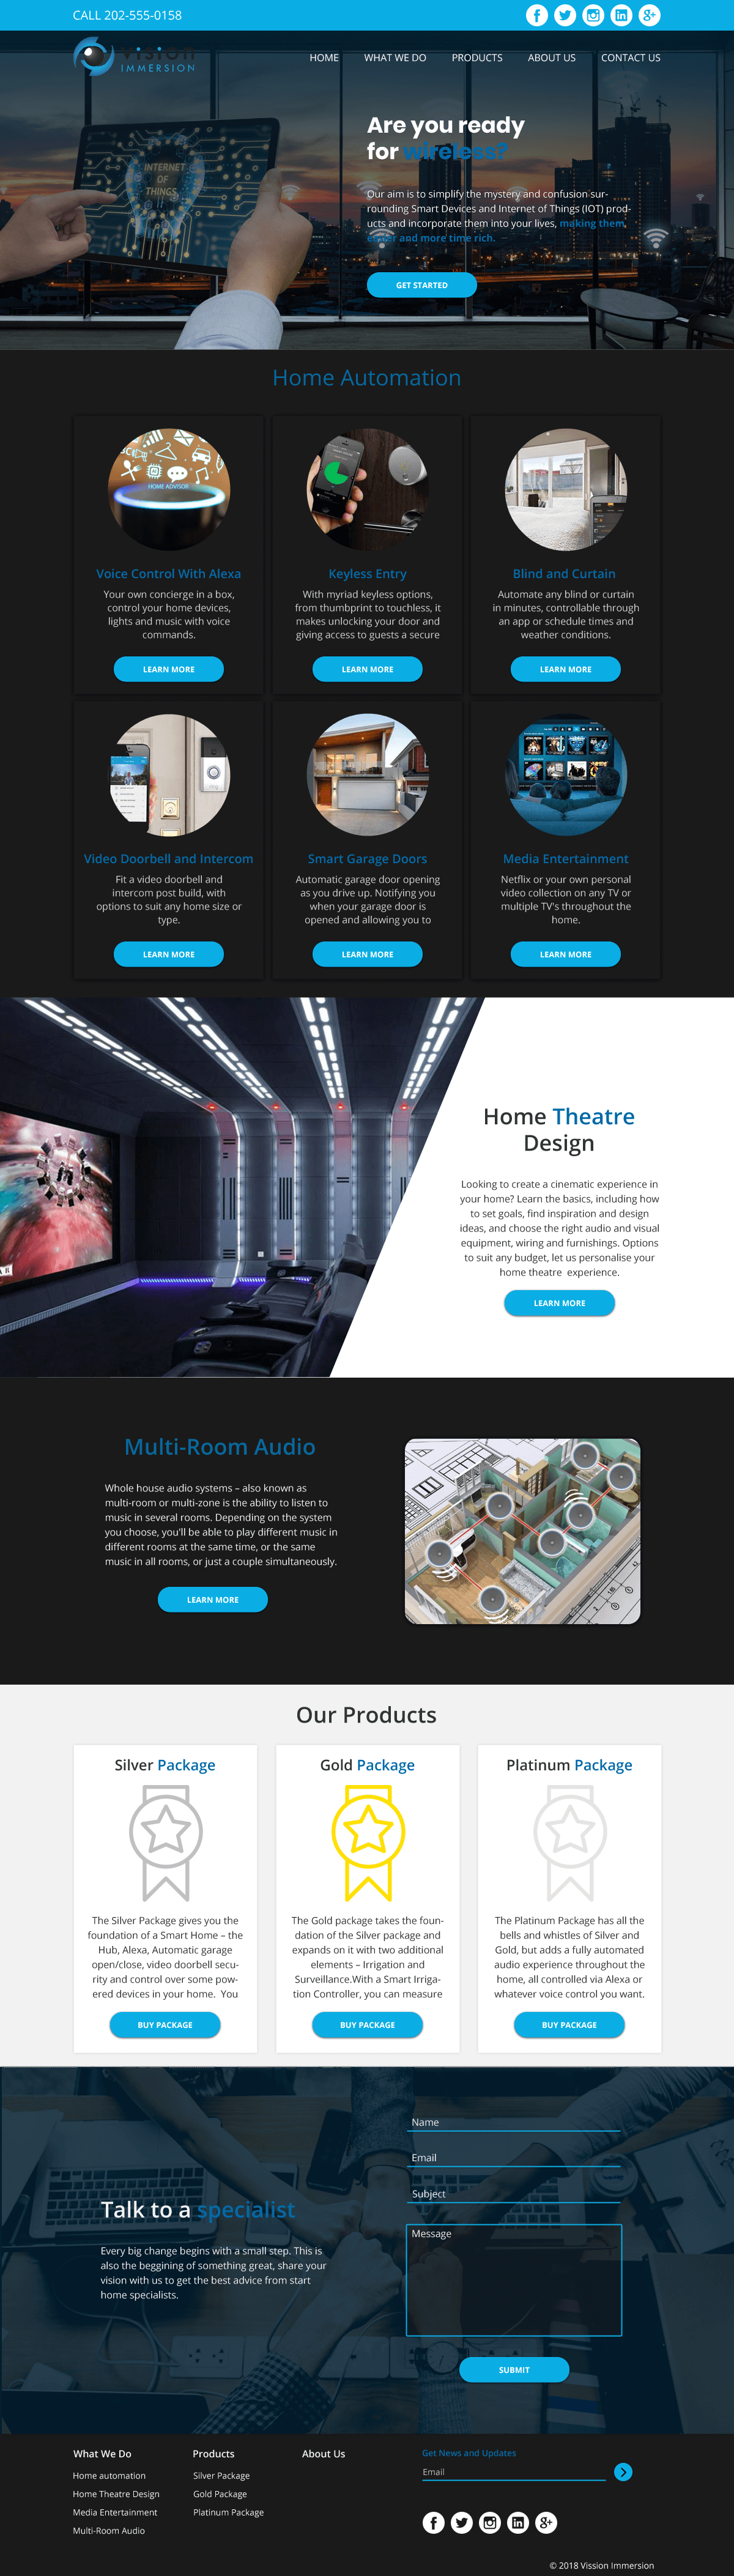 CALL 202-555-0158
vision
IMMERSION
HOME WHAT WE DO PRODUCTS ABOUT US CONTACT US
INTERNET
OF
THINGS
Are you ready
for wireless?
Our aim is to simplify the mystery and confusion sur-
rounding Smart Devices and Internet of Things (IOT) prod-
ucts and incorporate them into your lives, making them
easier and more time rich.
GET STARTED
Home Automation
HOME ADVISOR
Voice Control With Alexa
Your own concierge in a box,
control your home devices,
lights and music with voice
commands.
LEARN MORE
Keyless Entry
With myriad keyless options,
from thumbprint to touchless, it
makes unlocking your door and
giving access to guests a secure
LEARN MORE
Blind and Curtain
Automate any blind or curtain
in minutes, controllable through
an app or schedule times and
weather conditions.
LEARN MORE
Video Doorbell and Intercom
Fit a video doorbell and
intercom post build, with
options to suit any home size or
type.
LEARN MORE
Smart Garage Doors
Automatic garage door opening
as you drive up. Notifying you
when your garage door is
opened and allowing you to
LEARN MORE
Media Entertainment
Netflix or your own personal
video collection on any TV or
multiple TV's throughout the
home.
LEARN MORE
Home Theatre
Design
Looking to create a cinematic experience in
your home? Learn the basics, including how
to set goals, find inspiration and design
ideas, and choose the right audio and visual
equipment, wiring and furnishings. Options
to suit any budget, let us personalise your
home theatre experience.
LEARN MORE
Multi-Room Audio
Whole house audio systems – also known as
multi-room or multi-zone is the ability to listen to
music in several rooms. Depending on the system
you choose, you'll be able to play different music in
different rooms at the same time, or the same
music in all rooms, or just a couple simultaneously.
LEARN MORE
Our Products
Silver Package
The Silver Package gives you the
foundation of a Smart Home – the
Hub, Alexa, Automatic garage
open/close, video doorbell secu-
rity and control over some pow-
ered devices in your home. You
BUY PACKAGE
Gold Package
The Gold package takes the foun-
dation of the Silver package and
expands on it with two additional
elements – Irrigation and
Surveillance.With a Smart Irriga-
tion Controller, you can measure
BUY PACKAGE
Platinum Package
The Platinum Package has all the
bells and whistles of Silver and
Gold, but adds a fully automated
audio experience throughout the
home, all controlled via Alexa or
whatever voice control you want.
BUY PACKAGE
Talk to a specialist
Every big change begins with a small step. This is
also the beggining of something great, share your
vision with us to get the best advice from start
home specialists.
Name
Email
Subject
Message
SUBMIT
What We Do
Home automation
Home Theatre Design
Media Entertainment
Multi-Room Audio
Products
Silver Package
Gold Package
Platinum Package
About Us
Get News and Updates
Email
© 2018 Vission Immersion